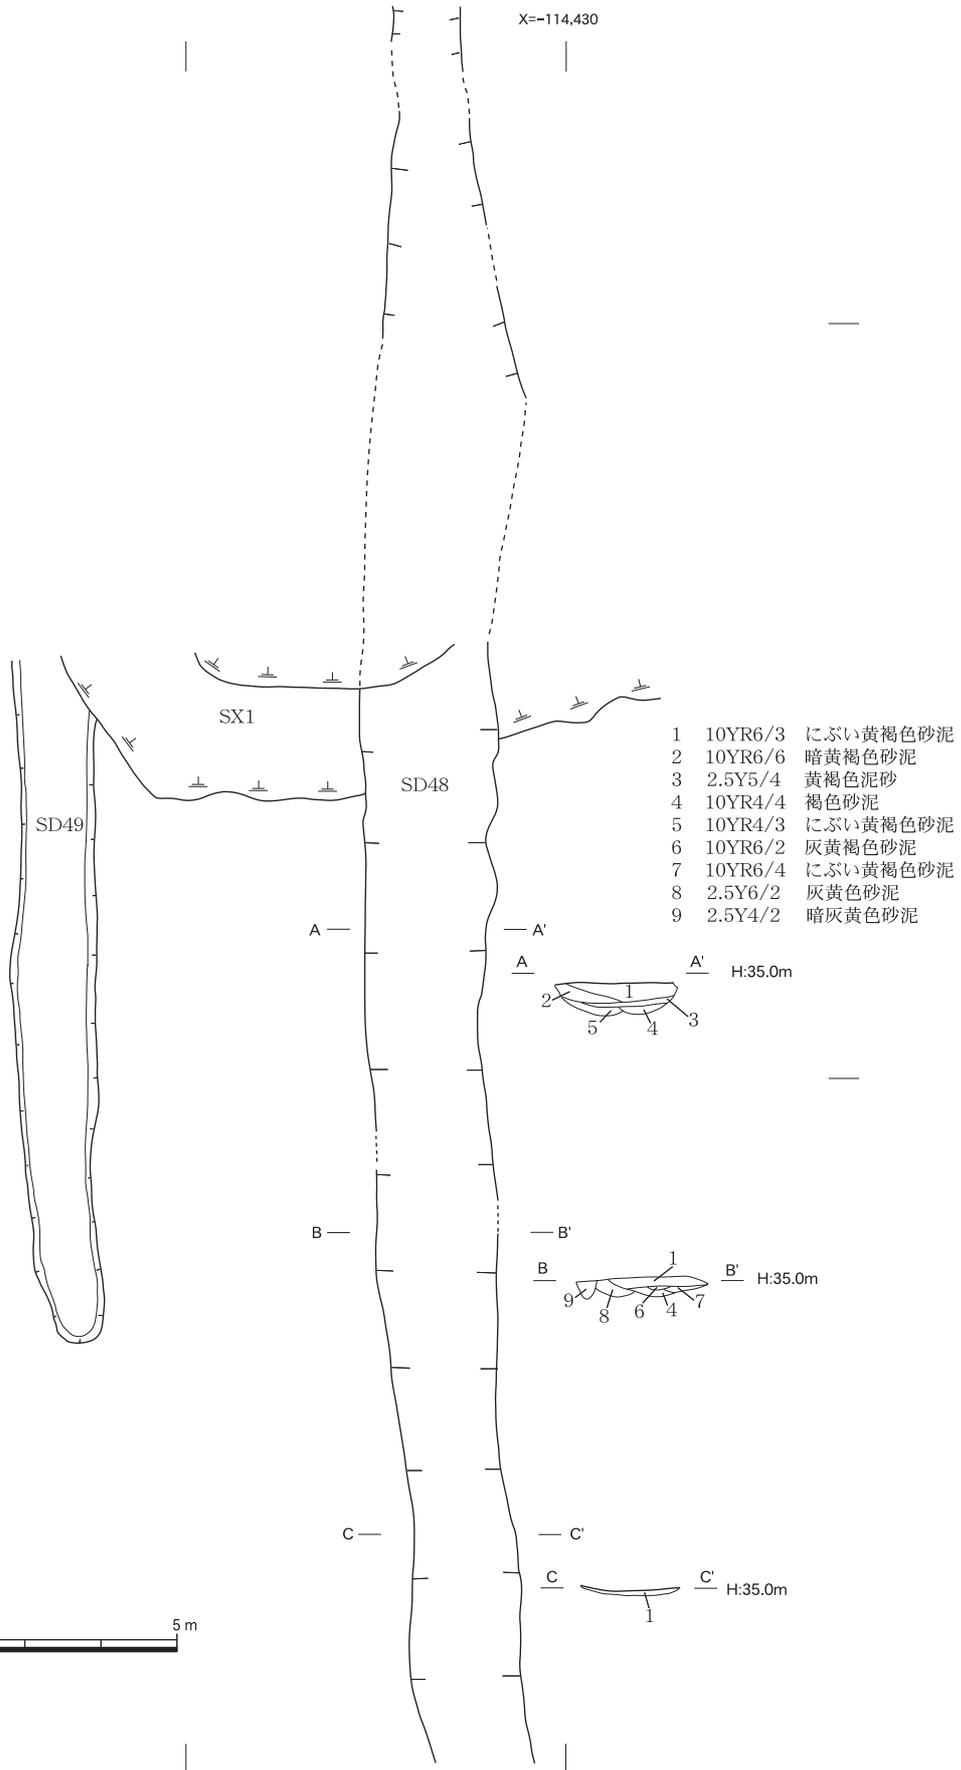 X=-114,430
SX1
SD48
SD49
1 10YR6/3 にぶい黄褐色砂泥
2 10YR6/6 暗黄褐色砂泥
3 2.5Y5/4 黄褐色泥砂
4 10YR4/4 褐色砂泥
5 10YR4/3 にぶい黄褐色砂泥
6 10YR6/2 灰黄褐色砂泥
7 10YR6/4 にぶい黄褐色砂泥
8 2.5Y6/2 灰黄色砂泥
9 2.5Y4/2 暗灰黄色砂泥
A A'
A A' H:35.0m
1
2
3
5 4
B B'
B B' H:35.0m
1
9 8 6 4 7
C C'
C C' H:35.0m
1
5 m